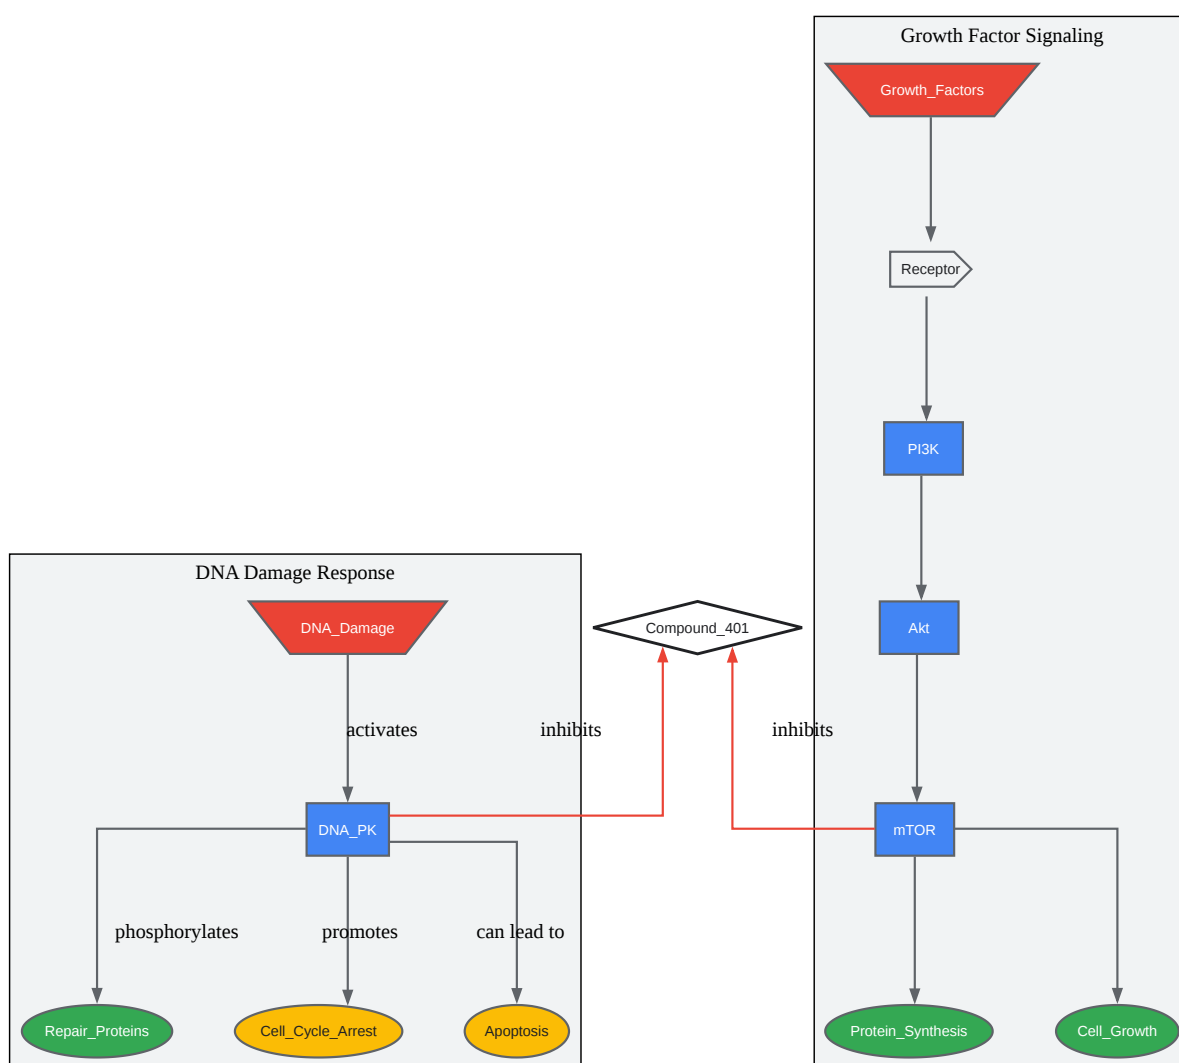 Growth Factor Signaling
Growth_Factors
Receptor
PI3K
DNA Damage Response
DNA_Damage
Compound_401
Akt
activates
inhibits
inhibits
DNA_PK
mTOR
phosphorylates
promotes
can lead to
Repair_Proteins
Cell_Cycle_Arrest
Apoptosis
Protein_Synthesis
Cell_Growth